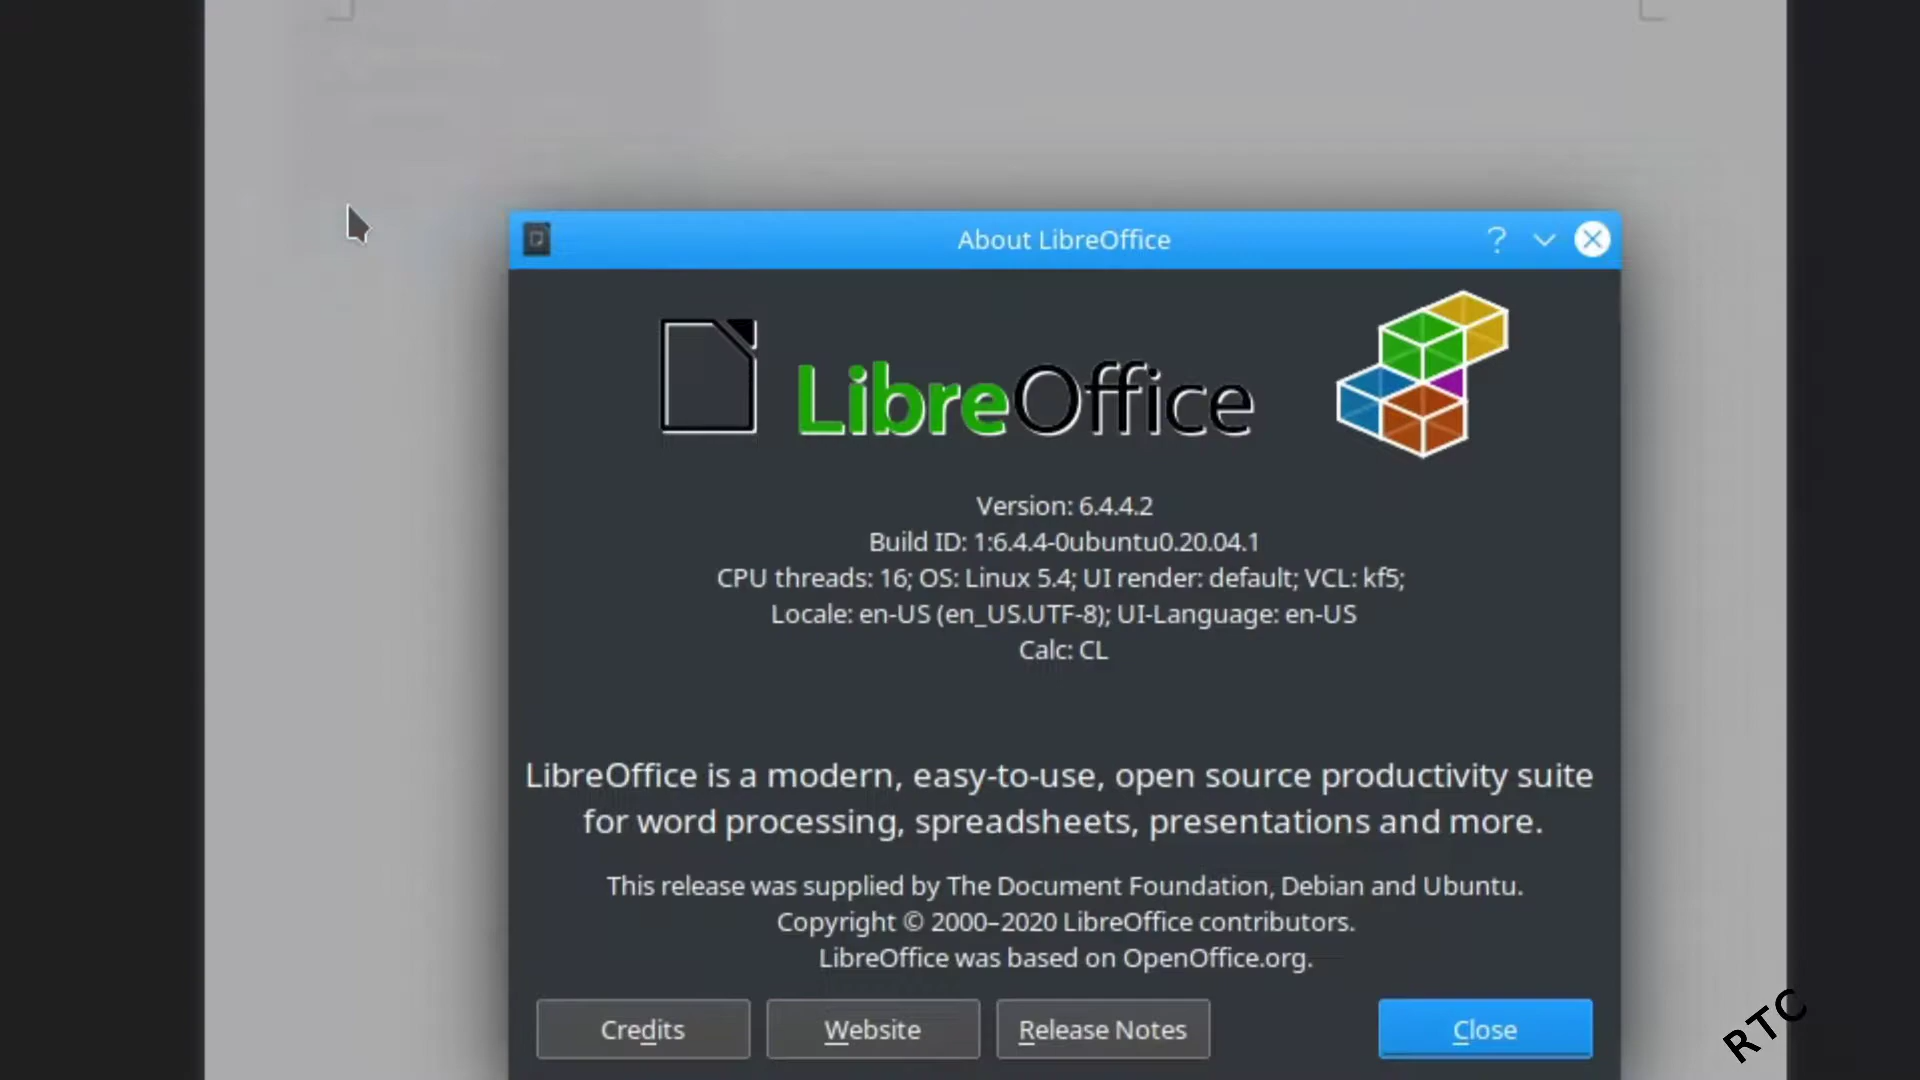 About LibreOffice
LibreOffice
Version: 6.4.4.2
Build ID: 1:6.4.4-0ubuntu0.20.04.1
CPU threads: 16; OS: Linux 5.4; UI render: default; VCL: kf5;
Locale: en-US (en_US.UTF-8); UI-Language: en-US
Calc: CL
LibreOffice is a modern, easy-to-use, open source productivity suite
for word processing, spreadsheets, presentations and more.
This release was supplied by The Document Foundation, Debian and Ubuntu.
Copyright © 2000–2020 LibreOffice contributors.
LibreOffice was based on OpenOffice.org.
Credits Website Release Notes Close
RTC